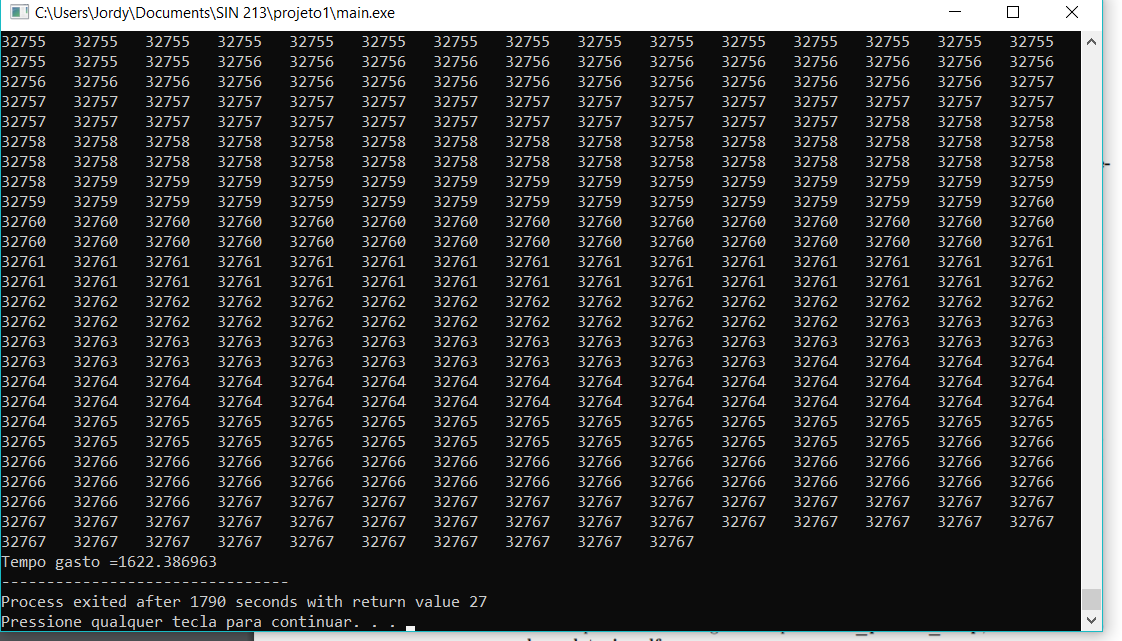 C:\Users\Jordy\Documents\SIN 213\projeto1\main.exe
32755 32755 32755 32755 32755 32755 32755 32755 32755 32755 32755 32755 32755 32755 32755
32755 32755 32755 32756 32756 32756 32756 32756 32756 32756 32756 32756 32756 32756 32756
32756 32756 32756 32756 32756 32756 32756 32756 32756 32756 32756 32756 32756 32756 32757
32757 32757 32757 32757 32757 32757 32757 32757 32757 32757 32757 32757 32757 32757 32757
32757 32757 32757 32757 32757 32757 32757 32757 32757 32757 32757 32757 32758 32758 32758
32758 32758 32758 32758 32758 32758 32758 32758 32758 32758 32758 32758 32758 32758 32758
32758 32758 32758 32758 32758 32758 32758 32758 32758 32758 32758 32758 32758 32758 32758
32758 32759 32759 32759 32759 32759 32759 32759 32759 32759 32759 32759 32759 32759 32759
32759 32759 32759 32759 32759 32759 32759 32759 32759 32759 32759 32759 32759 32759 32760
32760 32760 32760 32760 32760 32760 32760 32760 32760 32760 32760 32760 32760 32760 32760
32760 32760 32760 32760 32760 32760 32760 32760 32760 32760 32760 32760 32760 32760 32761
32761 32761 32761 32761 32761 32761 32761 32761 32761 32761 32761 32761 32761 32761 32761
32761 32761 32761 32761 32761 32761 32761 32761 32761 32761 32761 32761 32761 32761 32762
32762 32762 32762 32762 32762 32762 32762 32762 32762 32762 32762 32762 32762 32762 32762
32762 32762 32762 32762 32762 32762 32762 32762 32762 32762 32762 32762 32763 32763 32763
32763 32763 32763 32763 32763 32763 32763 32763 32763 32763 32763 32763 32763 32763 32763
32763 32763 32763 32763 32763 32763 32763 32763 32763 32763 32763 32764 32764 32764 32764
32764 32764 32764 32764 32764 32764 32764 32764 32764 32764 32764 32764 32764 32764 32764
32764 32764 32764 32764 32764 32764 32764 32764 32764 32764 32764 32764 32764 32764 32764
32764 32765 32765 32765 32765 32765 32765 32765 32765 32765 32765 32765 32765 32765 32765
32765 32765 32765 32765 32765 32765 32765 32765 32765 32765 32765 32765 32765 32766 32766
32766 32766 32766 32766 32766 32766 32766 32766 32766 32766 32766 32766 32766 32766 32766
32766 32766 32766 32766 32766 32766 32766 32766 32766 32766 32766 32766 32766 32766 32766
32766 32766 32766 32767 32767 32767 32767 32767 32767 32767 32767 32767 32767 32767 32767
32767 32767 32767 32767 32767 32767 32767 32767 32767 32767 32767 32767 32767 32767 32767
32767 32767 32767 32767 32767 32767 32767 32767 32767 32767
Tempo gasto =1622.386963
--------------------------------
Process exited after 1790 seconds with return value 27
Pressione qualquer tecla para continuar. . .